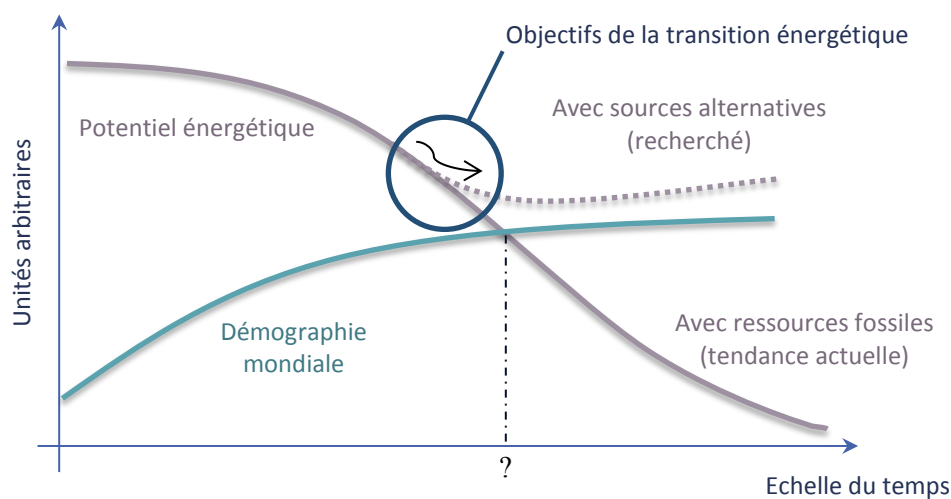 Objectifs de la transition énergétique
Avec sources alternatives
(recherché)
Potentiel énergétique
Unités arbitraires
Démographie
mondiale
Avec ressources fossiles
(tendance actuelle)
?
Echelle du temps